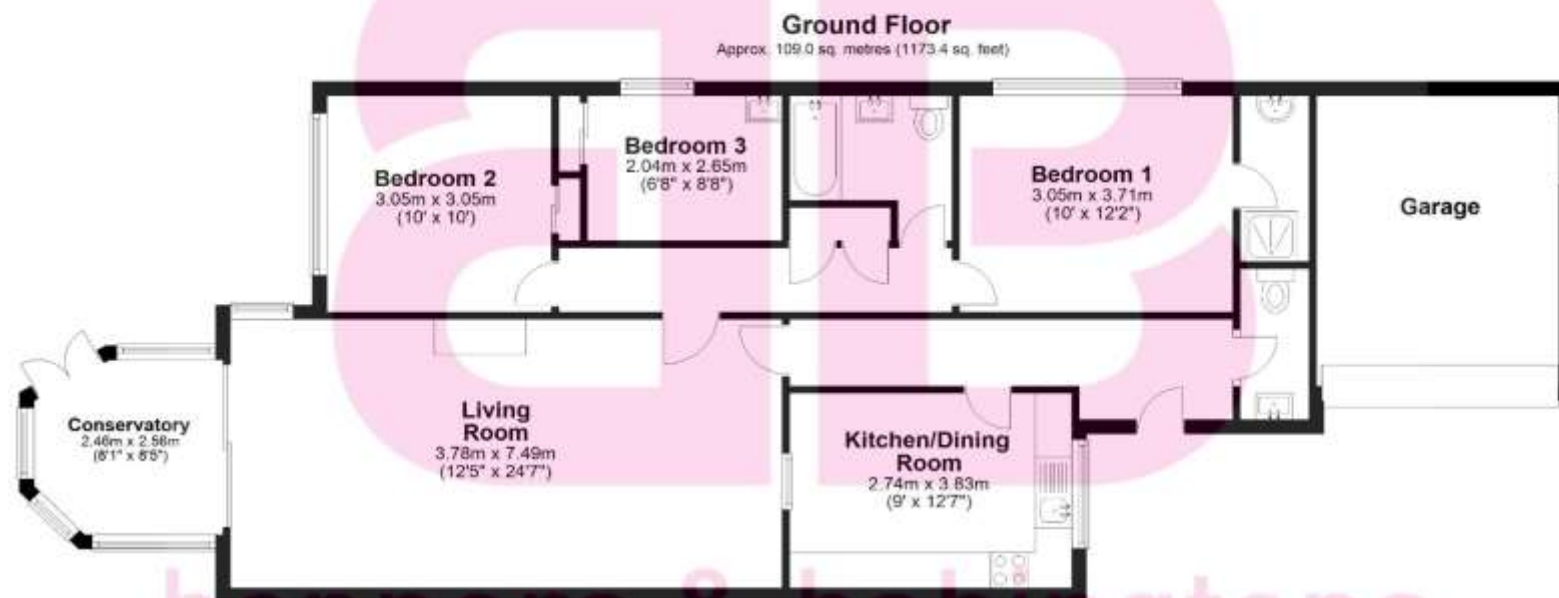 Ground Floor
Approx. 109.0 sq. metres (1173.4 sq. feet)
Bedroom 2
3.05m x 3.05m
(10' x 10')
Bedroom 3
2.04m x 2.65m
(6'8" x 8'8")
Bedroom 1
3.05m x 3.71m
(10' x 12'2")
Garage
Conservatory
2.46m x 2.56m
(8'1" x 8'5")
Living
Room
3.78m x 7.49m
(12'5" x 24'7")
Kitchen/Dining
Room
2.74m x 3.83m
(9' x 12'7")